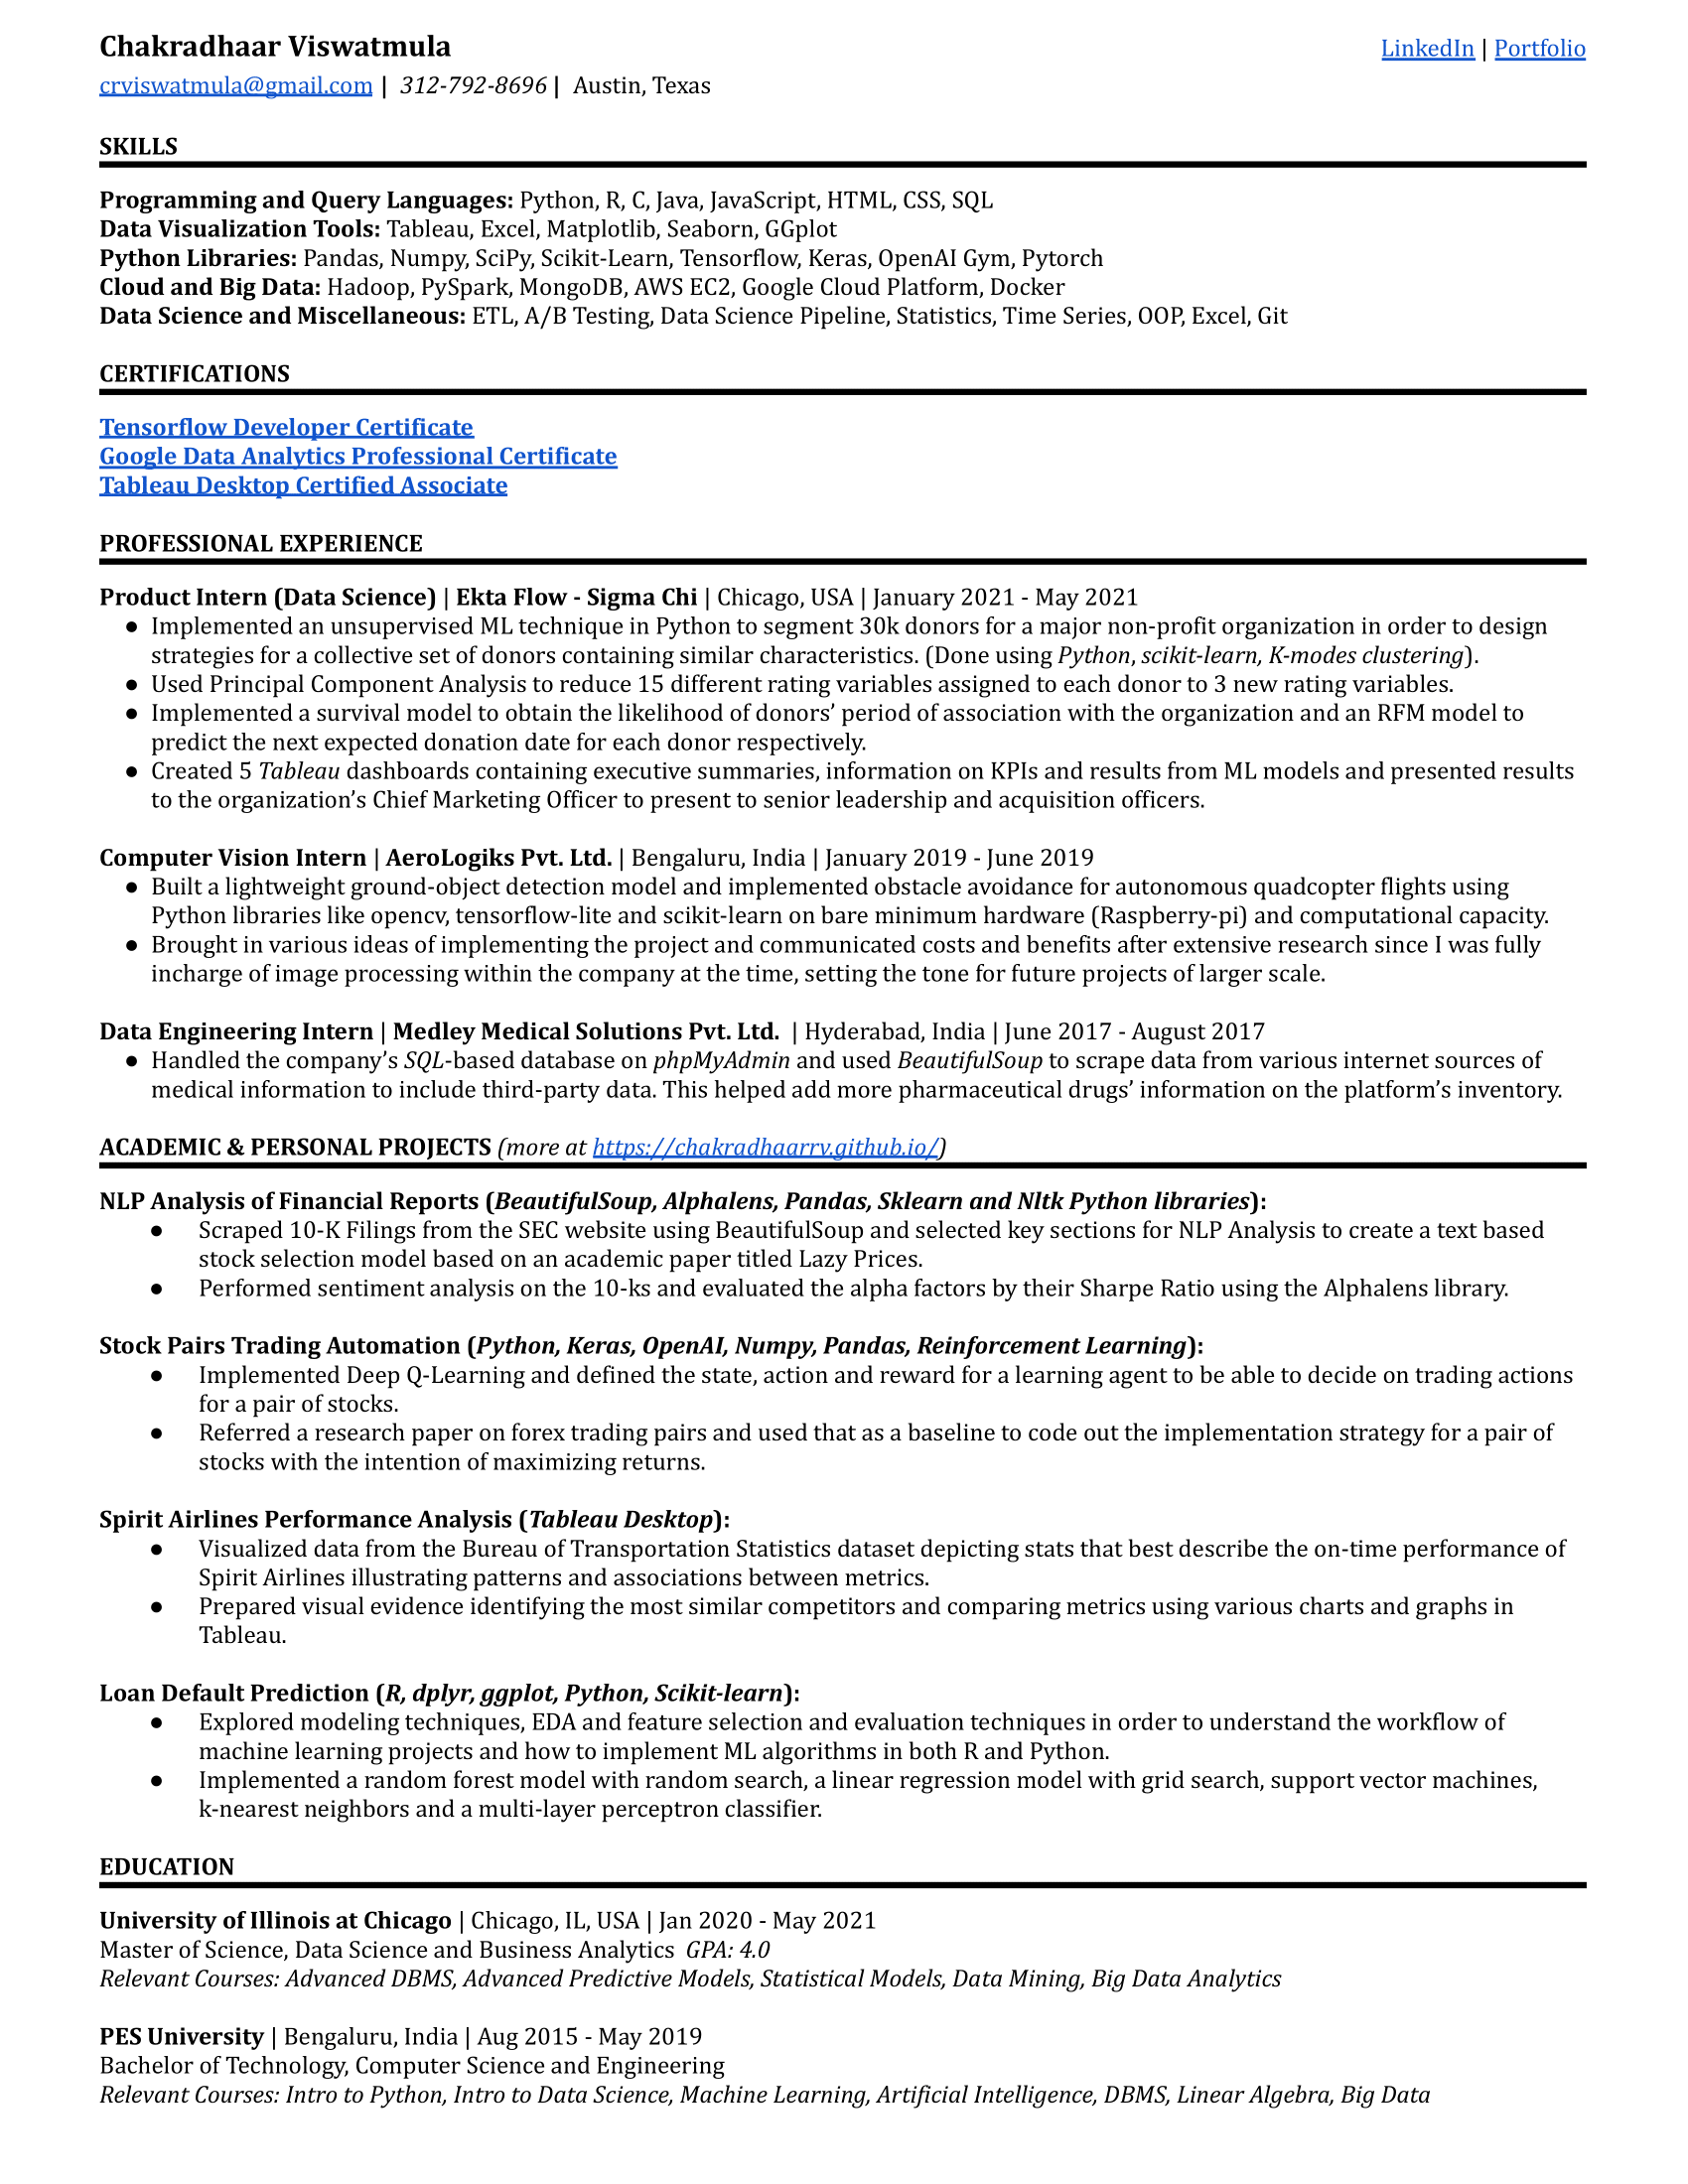 Chakradhaar Viswatmula LinkedIn | Portfolio
crviswatmula@gmail.com | 312-792-8696 | Austin, Texas
SKILLS
Programming and Query Languages: Python, R, C, Java, JavaScript, HTML, CSS, SQL
Data Visualization Tools: Tableau, Excel, Matplotlib, Seaborn, GGplot
Python Libraries: Pandas, Numpy, SciPy, Scikit-Learn, Tensorflow, Keras, OpenAI Gym, Pytorch
Cloud and Big Data: Hadoop, PySpark, MongoDB, AWS EC2, Google Cloud Platform, Docker
Data Science and Miscellaneous: ETL, A/B Testing, Data Science Pipeline, Statistics, Time Series, OOP, Excel, Git
CERTIFICATIONS
Tensorflow Developer Certificate
Google Data Analytics Professional Certificate
Tableau Desktop Certified Associate
PROFESSIONAL EXPERIENCE
Product Intern (Data Science) | Ekta Flow - Sigma Chi | Chicago, USA | January 2021 - May 2021
● Implemented an unsupervised ML technique in Python to segment 30k donors for a major non-profit organization in order to design
strategies for a collective set of donors containing similar characteristics. (Done using Python, scikit-learn, K-modes clustering).
● Used Principal Component Analysis to reduce 15 different rating variables assigned to each donor to 3 new rating variables.
● Implemented a survival model to obtain the likelihood of donors’ period of association with the organization and an RFM model to
predict the next expected donation date for each donor respectively.
● Created 5 Tableau dashboards containing executive summaries, information on KPIs and results from ML models and presented results
to the organization’s Chief Marketing Officer to present to senior leadership and acquisition officers.
Computer Vision Intern | AeroLogiks Pvt. Ltd. | Bengaluru, India | January 2019 - June 2019
● Built a lightweight ground-object detection model and implemented obstacle avoidance for autonomous quadcopter flights using
Python libraries like opencv, tensorflow-lite and scikit-learn on bare minimum hardware (Raspberry-pi) and computational capacity.
● Brought in various ideas of implementing the project and communicated costs and benefits after extensive research since I was fully
incharge of image processing within the company at the time, setting the tone for future projects of larger scale.
Data Engineering Intern | Medley Medical Solutions Pvt. Ltd. | Hyderabad, India | June 2017 - August 2017
● Handled the company’s SQL-based database on phpMyAdmin and used BeautifulSoup to scrape data from various internet sources of
medical information to include third-party data. This helped add more pharmaceutical drugs’ information on the platform’s inventory.
ACADEMIC & PERSONAL PROJECTS (more at https://chakradhaarrv.github.io/)
NLP Analysis of Financial Reports (BeautifulSoup, Alphalens, Pandas, Sklearn and Nltk Python libraries):
● Scraped 10-K Filings from the SEC website using BeautifulSoup and selected key sections for NLP Analysis to create a text based
stock selection model based on an academic paper titled Lazy Prices.
● Performed sentiment analysis on the 10-ks and evaluated the alpha factors by their Sharpe Ratio using the Alphalens library.
Stock Pairs Trading Automation (Python, Keras, OpenAI, Numpy, Pandas, Reinforcement Learning):
● Implemented Deep Q-Learning and defined the state, action and reward for a learning agent to be able to decide on trading actions
for a pair of stocks.
● Referred a research paper on forex trading pairs and used that as a baseline to code out the implementation strategy for a pair of
stocks with the intention of maximizing returns.
Spirit Airlines Performance Analysis (Tableau Desktop):
● Visualized data from the Bureau of Transportation Statistics dataset depicting stats that best describe the on-time performance of
Spirit Airlines illustrating patterns and associations between metrics.
● Prepared visual evidence identifying the most similar competitors and comparing metrics using various charts and graphs in
Tableau.
Loan Default Prediction (R, dplyr, ggplot, Python, Scikit-learn):
● Explored modeling techniques, EDA and feature selection and evaluation techniques in order to understand the workflow of
machine learning projects and how to implement ML algorithms in both R and Python.
● Implemented a random forest model with random search, a linear regression model with grid search, support vector machines,
k-nearest neighbors and a multi-layer perceptron classifier.
EDUCATION
University of Illinois at Chicago | Chicago, IL, USA | Jan 2020 - May 2021
Master of Science, Data Science and Business Analytics GPA: 4.0
Relevant Courses: Advanced DBMS, Advanced Predictive Models, Statistical Models, Data Mining, Big Data Analytics
PES University | Bengaluru, India | Aug 2015 - May 2019
Bachelor of Technology, Computer Science and Engineering
Relevant Courses: Intro to Python, Intro to Data Science, Machine Learning, Artificial Intelligence, DBMS, Linear Algebra, Big Data